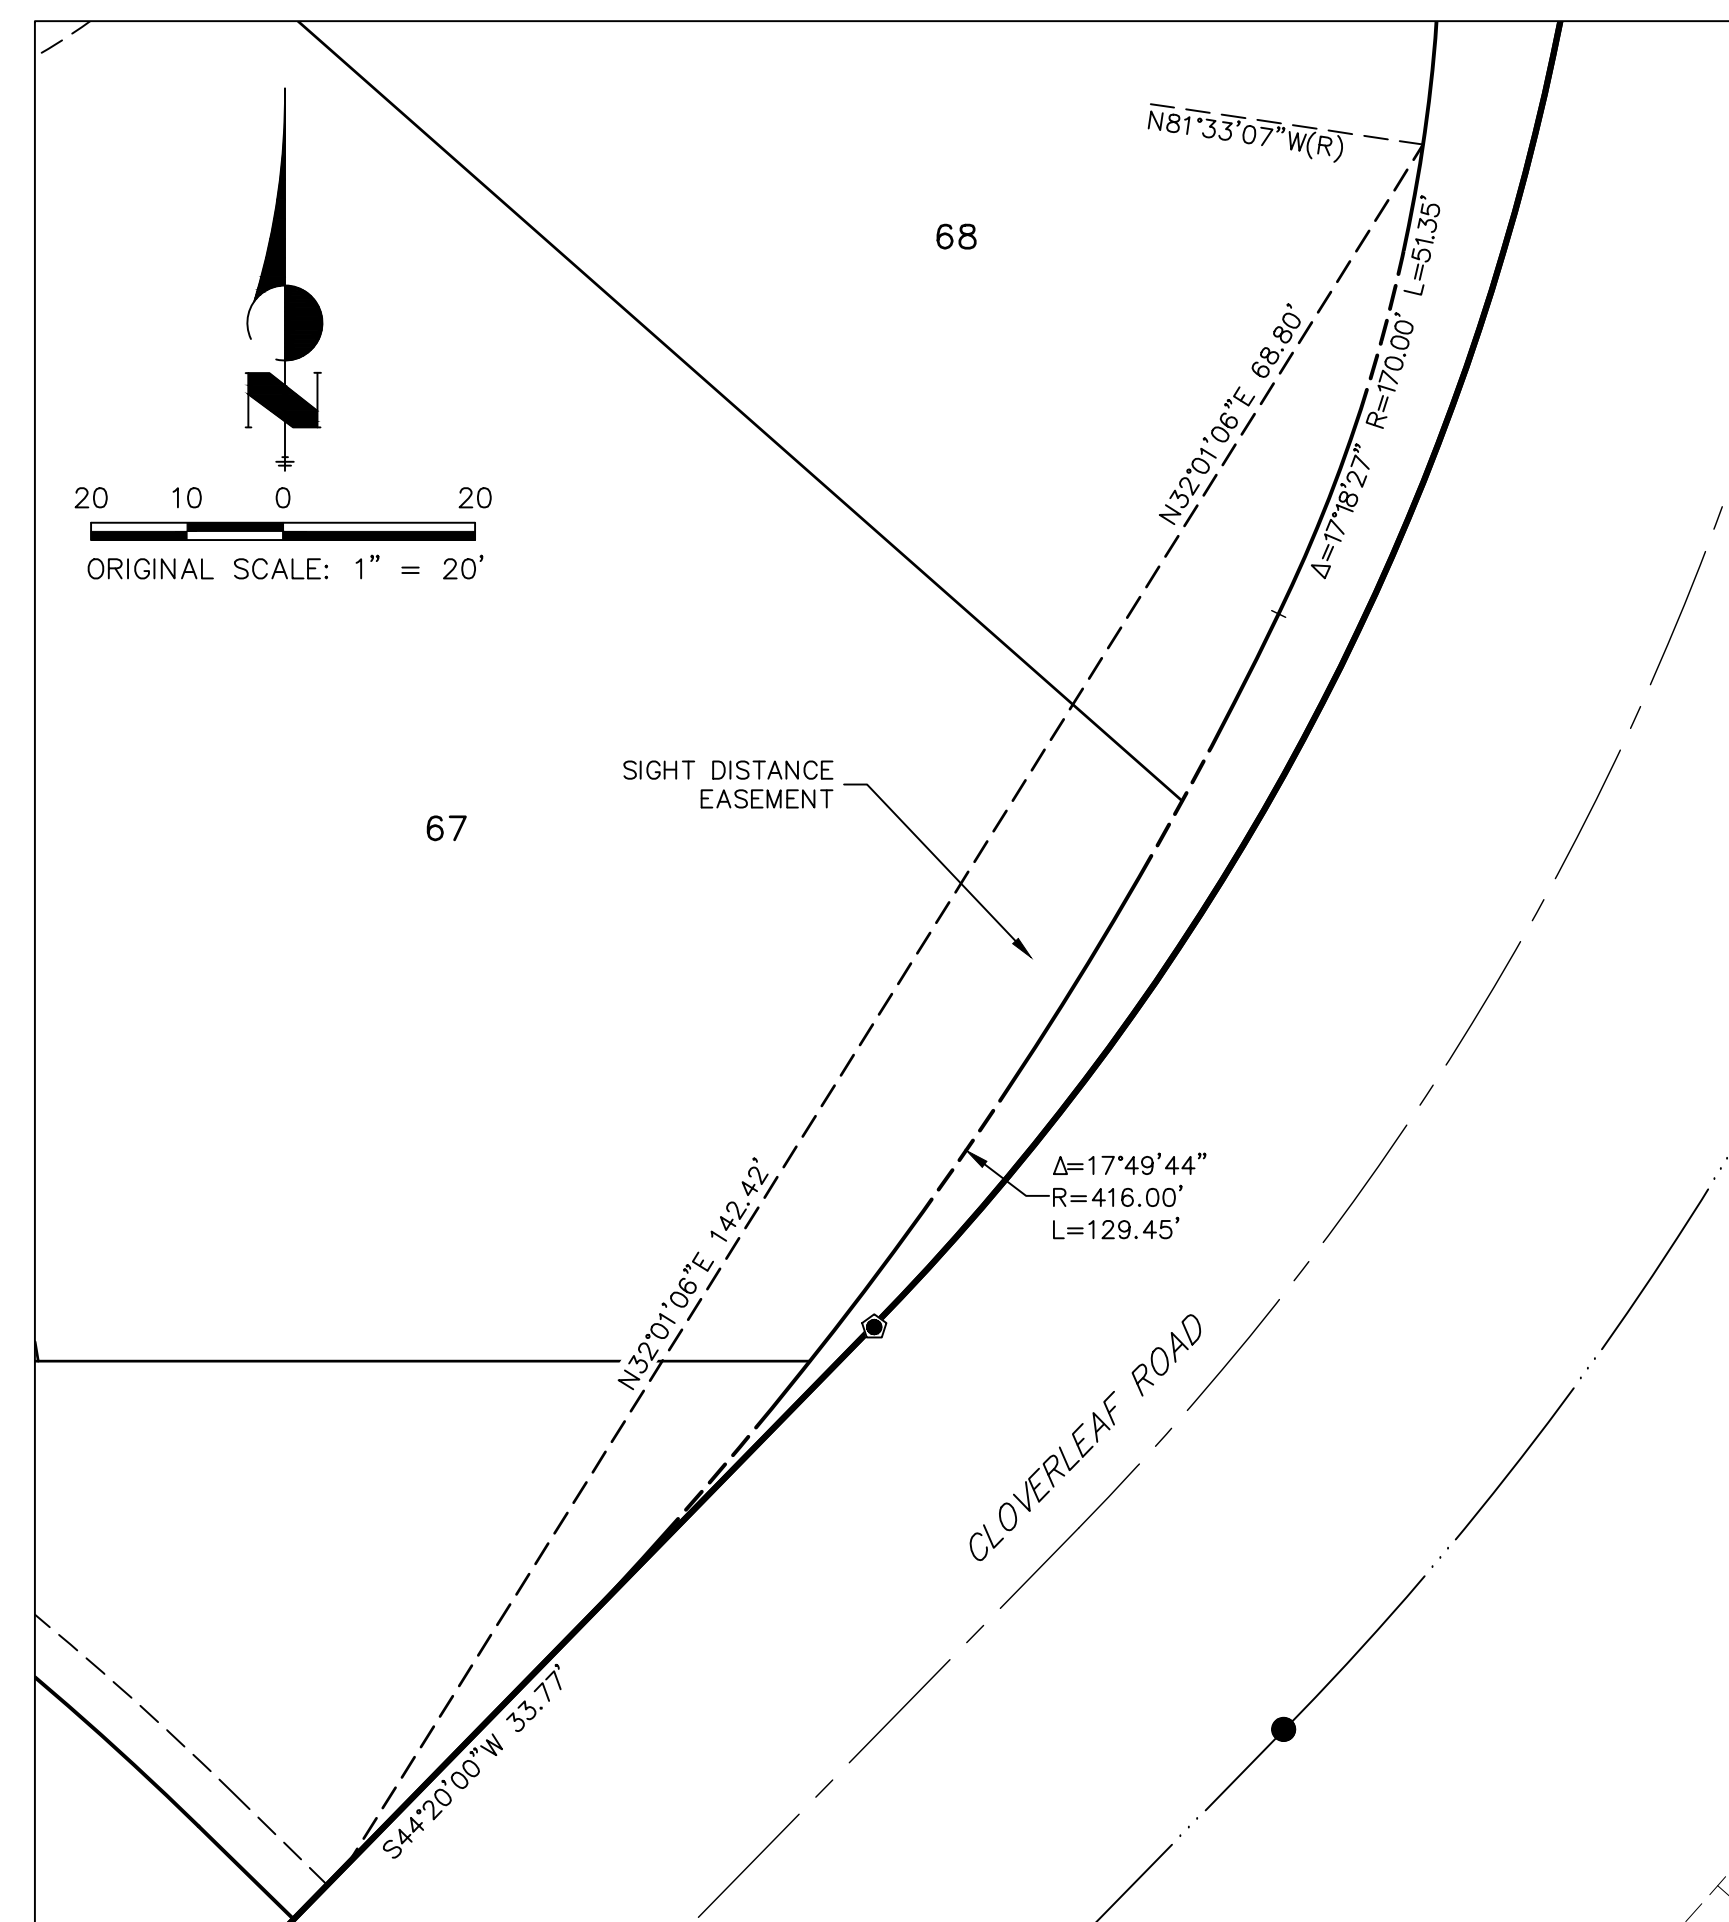 N81°33'07"W(R)
68
L=51.35'
R=170.00'
Δ=17°18'27"
N32°01'06"E 68.80'
N
20 10 0 20
ORIGINAL SCALE: 1" = 20'
SIGHT DISTANCE
EASEMENT
67
Δ=17°49'44"
R=416.00'
L=129.45'
N32°01'06"E 142.42'
CLOVERLEAF ROAD
S44°20'00"W 33.77'